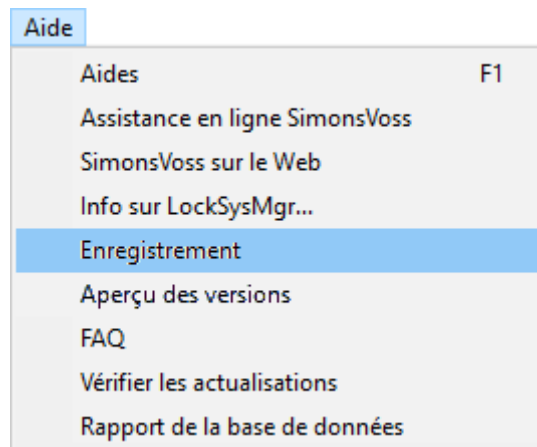 Aide
Aides F1
Assistance en ligne SimonsVoss
SimonsVoss sur le Web
Info sur LockSysMgr...
Enregistrement
Aperçu des versions
FAQ
Vérifier les actualisations
Rapport de la base de données